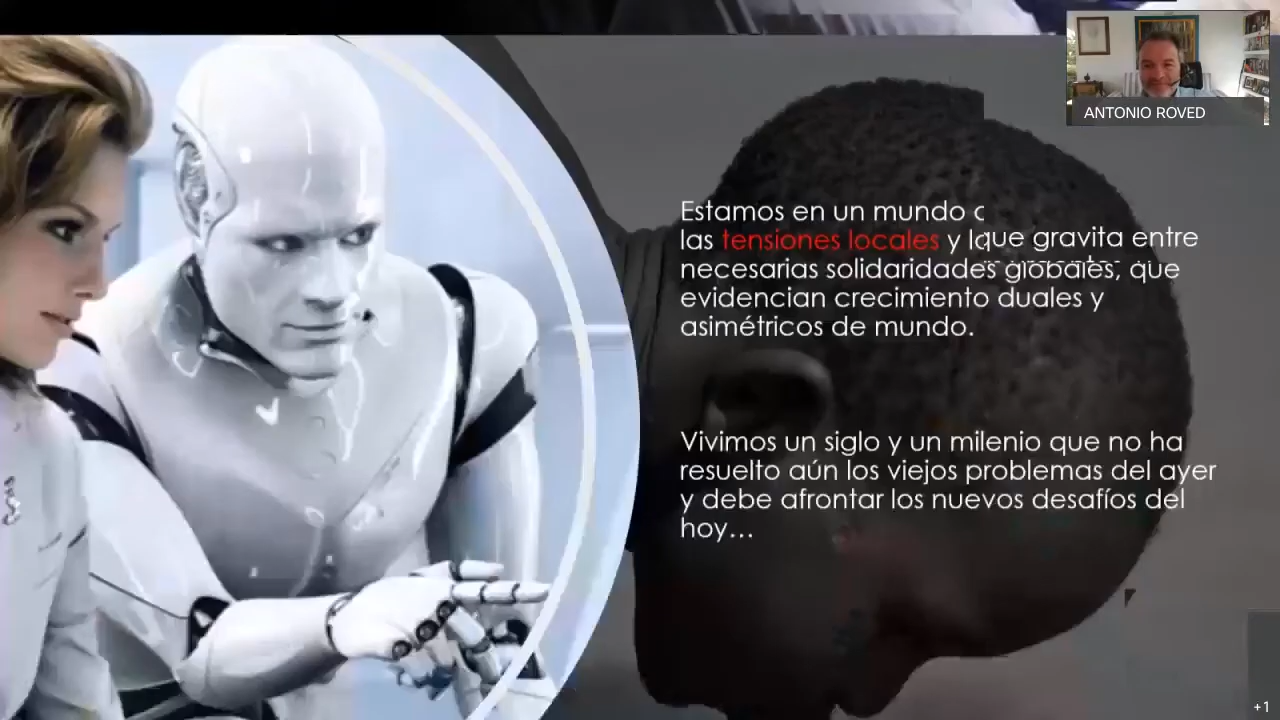 ANTONIO ROVED
Estamos en un mundo
que gravita entre
las tensiones locales y
necesarias solidaridades globales, que
evidencian crecimiento duales y
asimétricos de mundo.
Vivimos un siglo y un milenio que no ha
resuelto aún los viejos problemas del ayer
y debe afrontar los nuevos desafíos del
hoy...
+1